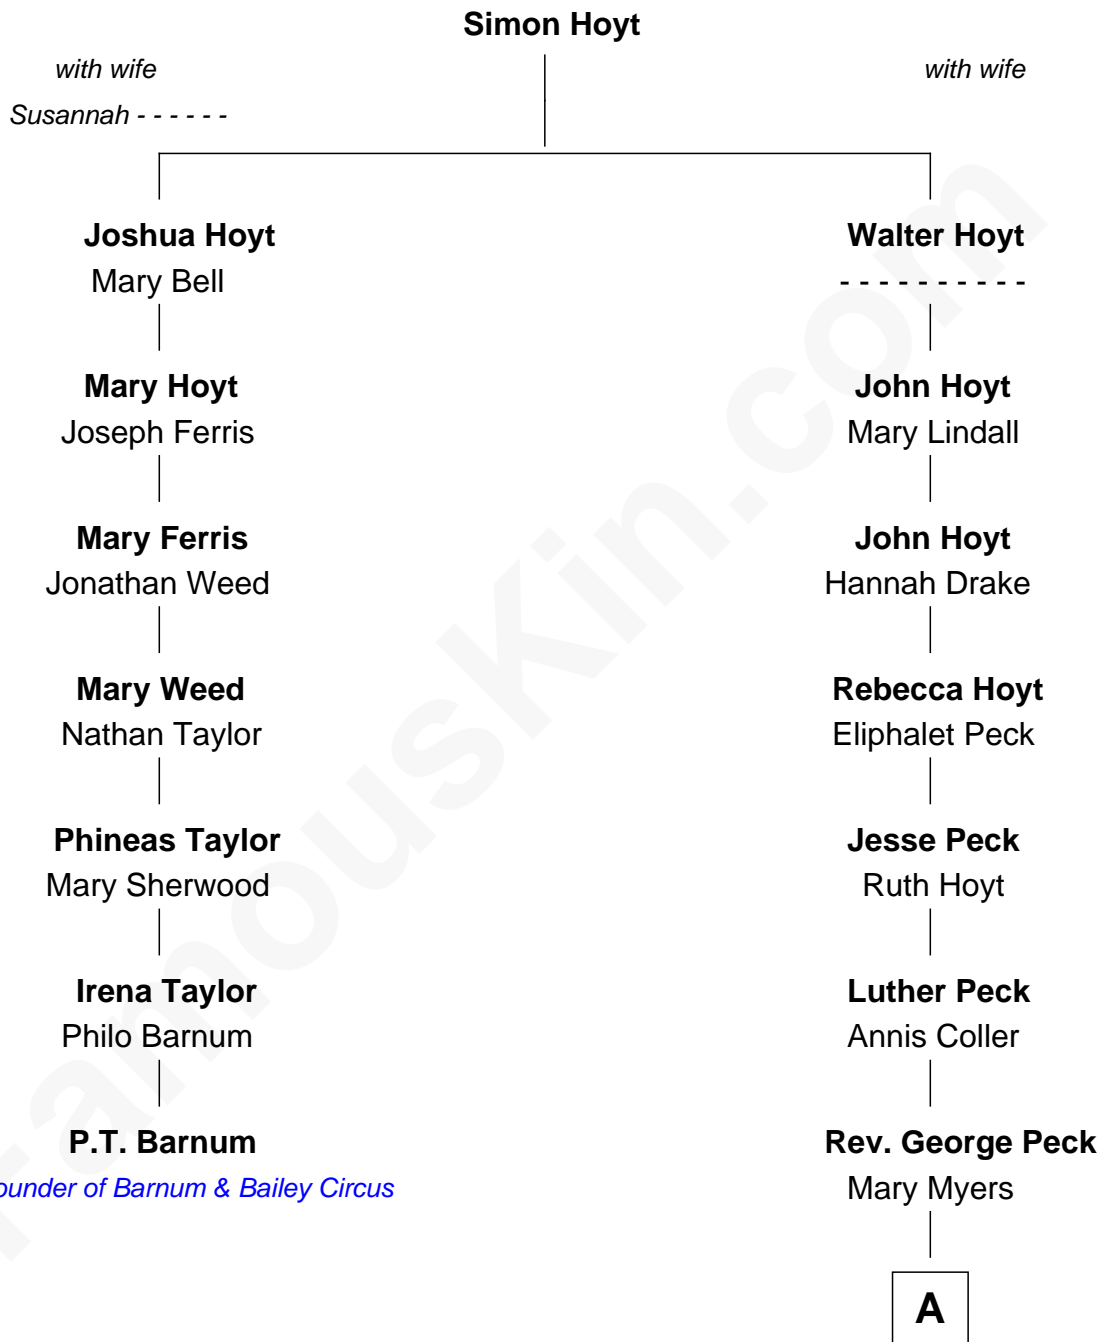 Simon Hoyt
with wife
with wife
Susannah - - - - - -
Joshua Hoyt
Mary Bell
Walter Hoyt
- - - - - - - - - -
Mary Hoyt
Joseph Ferris
John Hoyt
Mary Lindall
Mary Ferris
Jonathan Weed
John Hoyt
Hannah Drake
Mary Weed
Nathan Taylor
Rebecca Hoyt
Eliphalet Peck
Phineas Taylor
Mary Sherwood
Jesse Peck
Ruth Hoyt
Irena Taylor
Philo Barnum
Luther Peck
Annis Coller
P.T. Barnum
ounder of Barnum & Bailey Circus
Rev. George Peck
Mary Myers
A
FamousKin.com